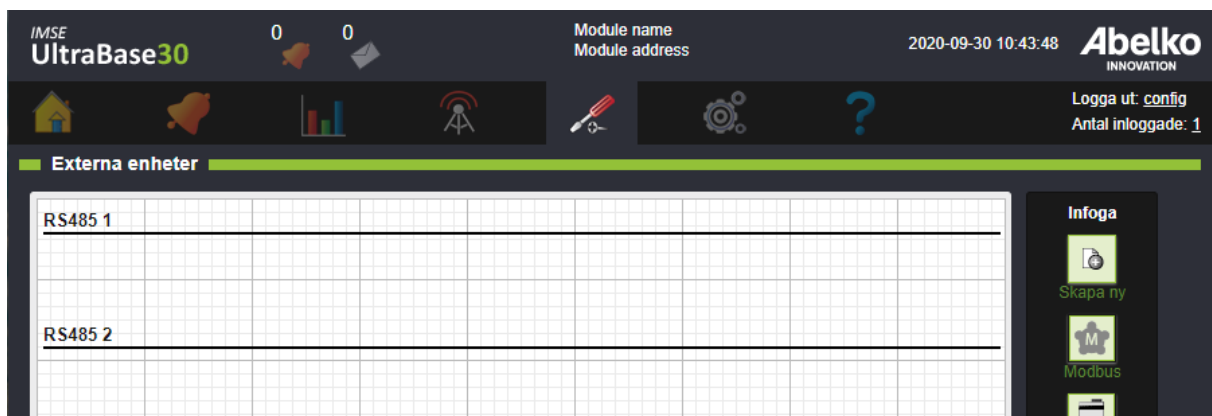 IMSE
UltraBase30
0
0
Module name
Module address
2020-09-30 10:43:48
Abelko
INNOVATION
?
Logga ut: config
Antal inloggade: 1
Externa enheter
RS485 1
RS485 2
Infoga
Skapa ny
M
Modbus